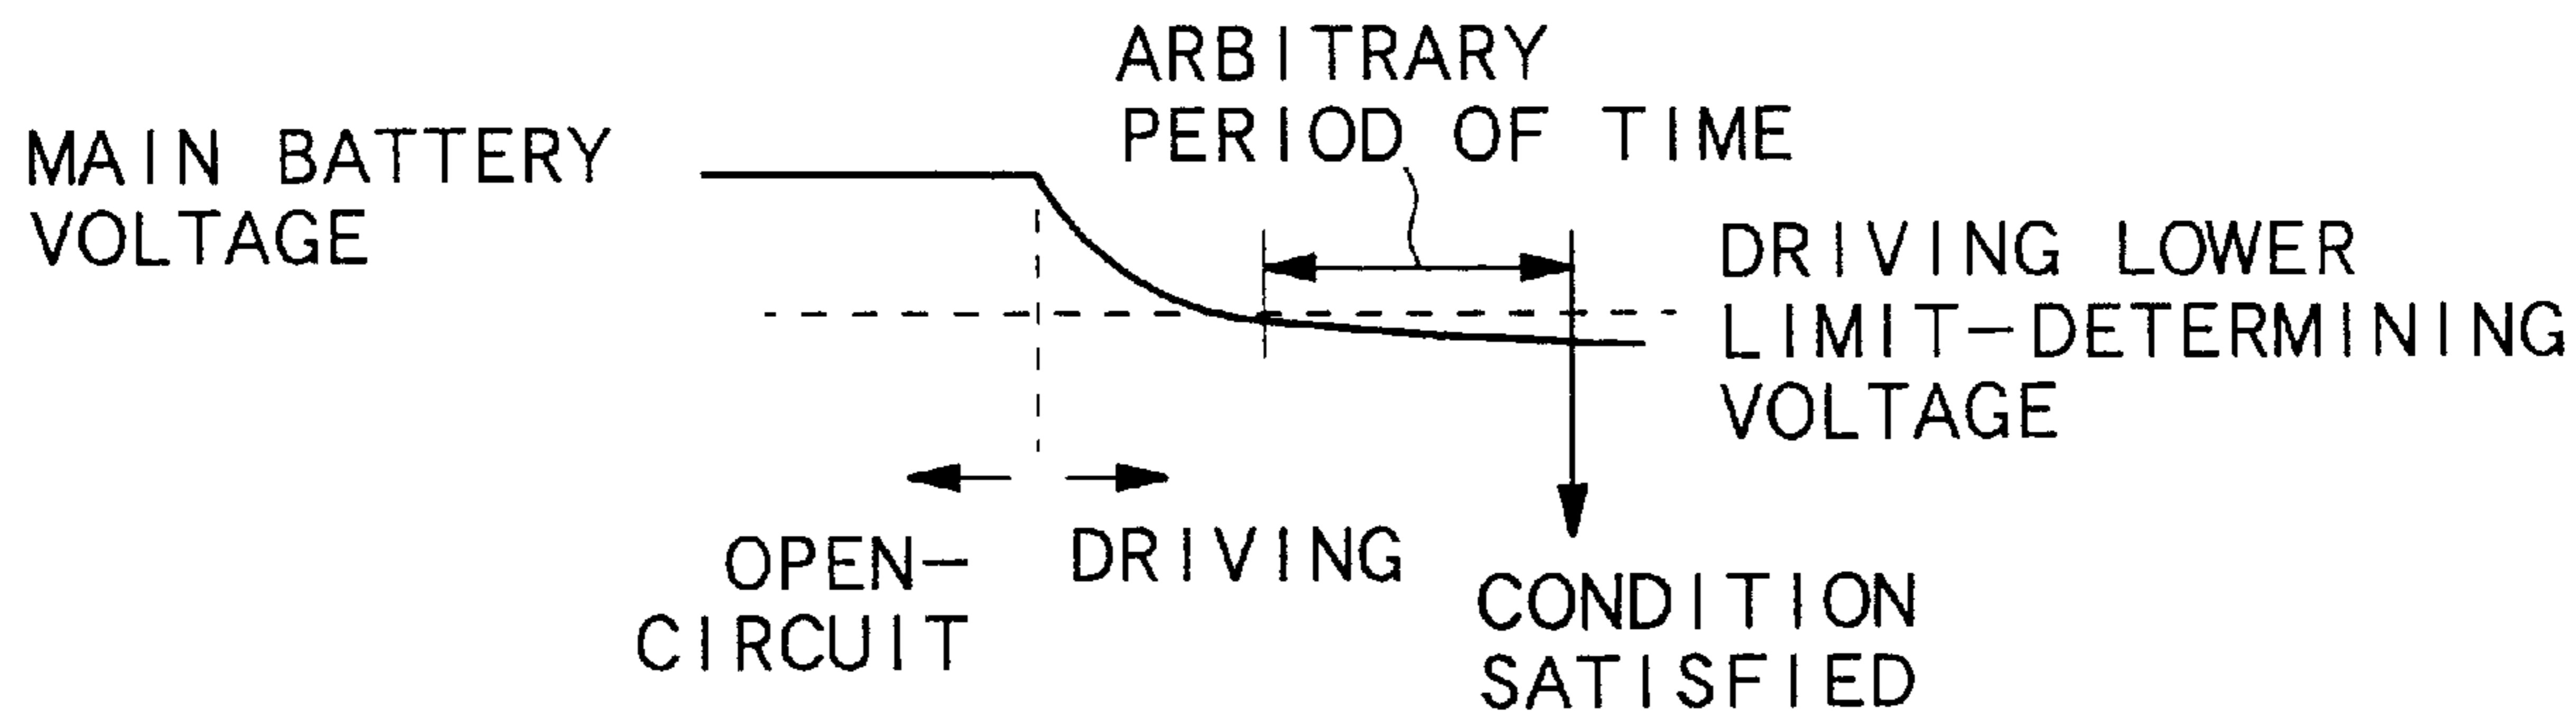 ARBITRARY
PERIOD OF TIME
MAIN BATTERY
VOLTAGE
DRIVING LOWER
LIMIT-DETERMINING
VOLTAGE
OPEN-
CIRCUIT
DRIVING
CONDITION
SATISFIED